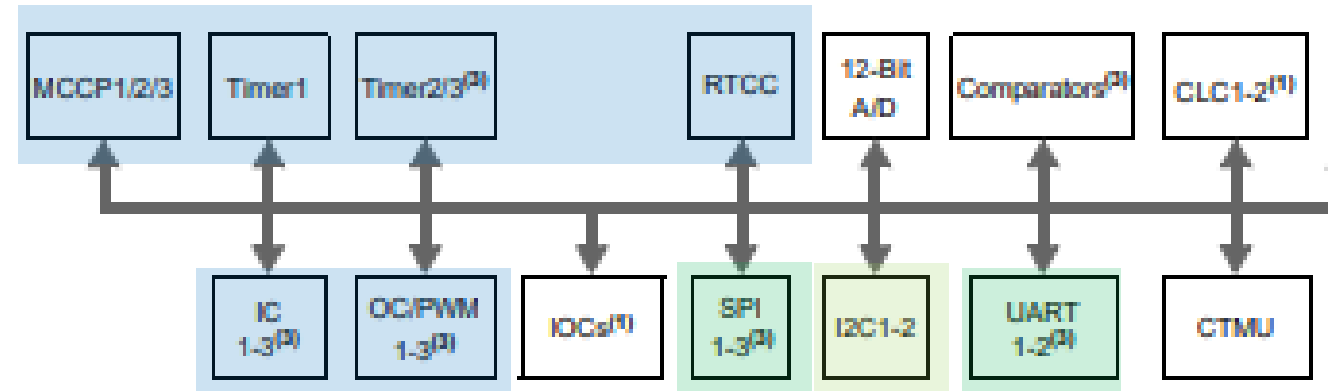 MCCP1/2/3
Timer1
Timer2/3(3)
RTCC
12-Bit
A/D
Comparators(3)
CLC1-2(1)
IC
1-3(3)
OC/PWM
1-3(3)
IOCs(1)
SPI
1-3(3)
I2C1-2
UART
1-2(3)
CTMU